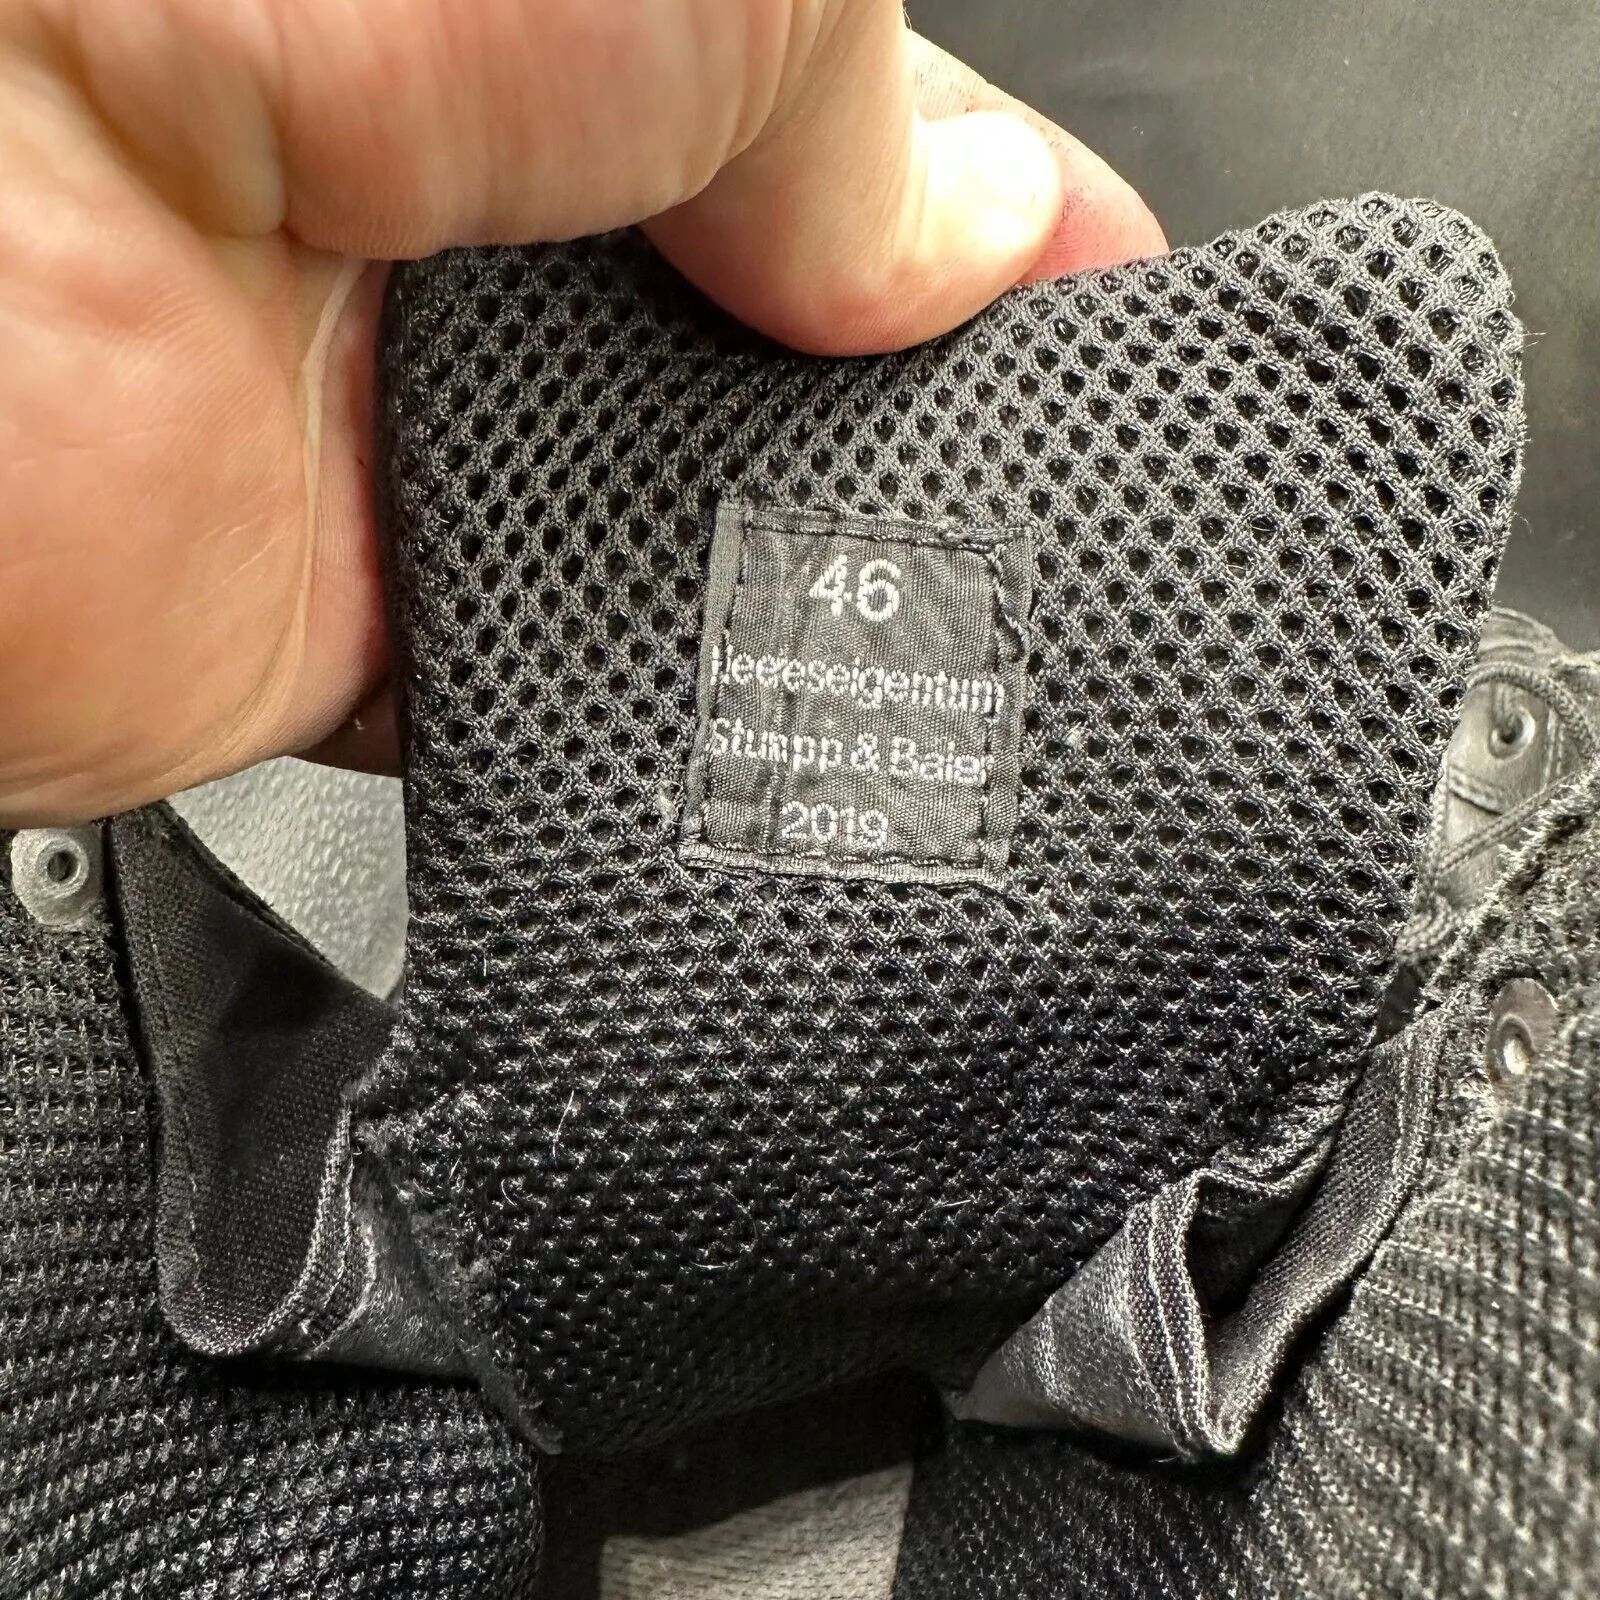 46
Heereseigentum
Stumpp & Baier
2019